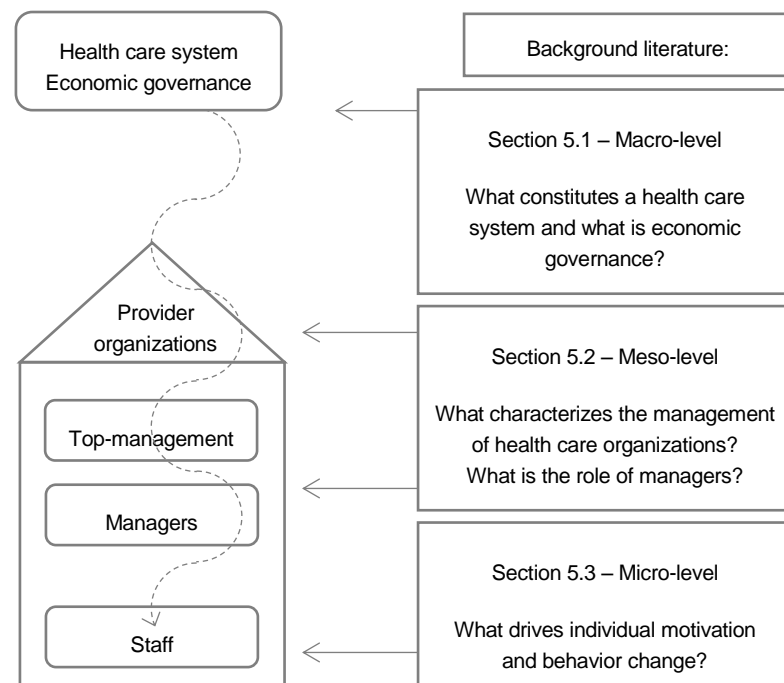 Health care system
Economic governance
Provider
organizations
Top-management
Managers
Staff
Background literature:
Section 5.1 – Macro-level
What constitutes a health care
system and what is economic
governance?
Section 5.2 – Meso-level
What characterizes the management
of health care organizations?
What is the role of managers?
Section 5.3 – Micro-level
What drives individual motivation
and behavior change?